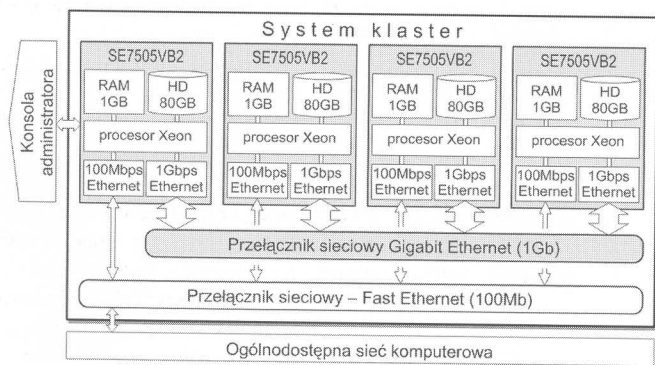 System klaster
SE7505VB2 SE7505VB2 SE7505VB2 SE7505VB2
RAM HD RAM HD RAM HD RAM HD
1GB 80GB 1GB 80GB 1GB 80GB 1GB 80GB
procesor Xeon procesor Xeon procesor Xeon procesor Xeon
100Mbps 1Gbps 100Mbps 1Gbps 100Mbps 1Gbps 100Mbps 1Gbps
Ethernet Ethernet Ethernet Ethernet Ethernet Ethernet Ethernet Ethernet
Konsola
administratora
Przełącznik sieciowy Gigabit Ethernet (1Gb)
Przełącznik sieciowy – Fast Ethernet (100Mb)
Ogólnodostępna sieć komputerowa